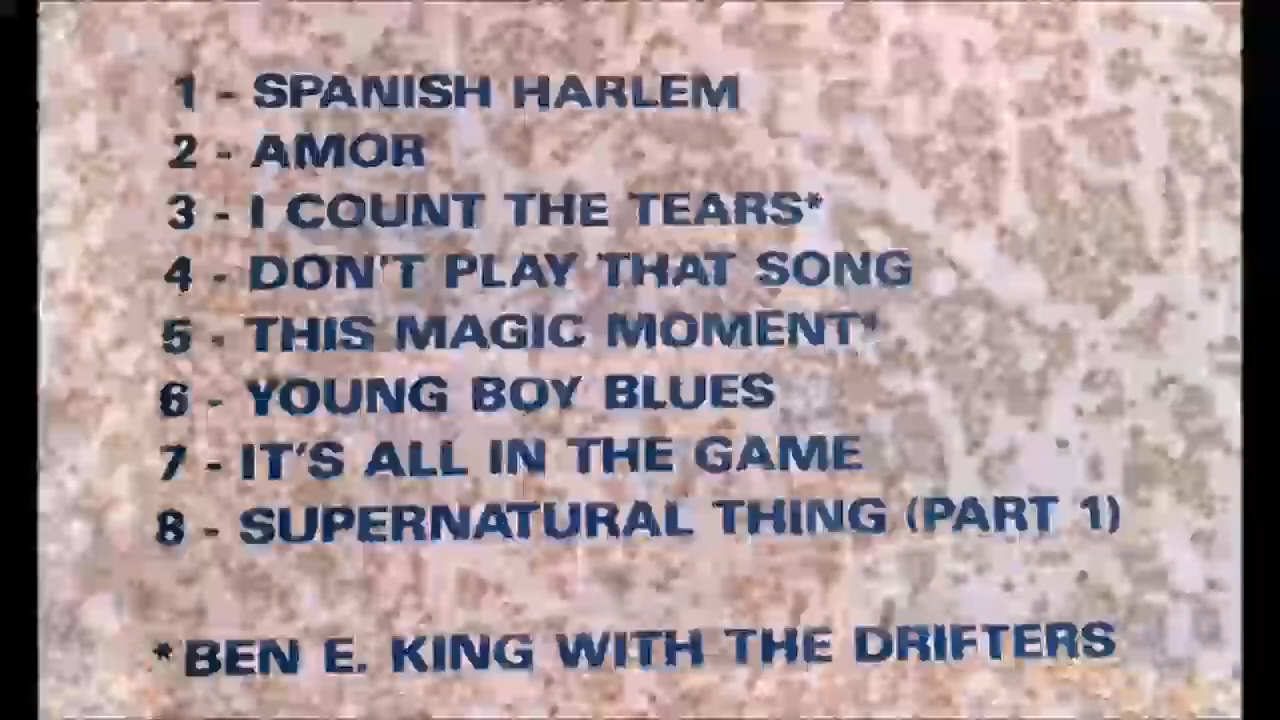 1 - SPANISH HARLEM
2 - AMOR
3 - I COUNT THE TEARS*
4 - DON'T PLAY THAT SONG
5 - THIS MAGIC MOMENT*
6 - YOUNG BOY BLUES
7 - IT'S ALL IN THE GAME
8 - SUPERNATURAL THING (PART 1)
*BEN E. KING WITH THE DRIFTERS